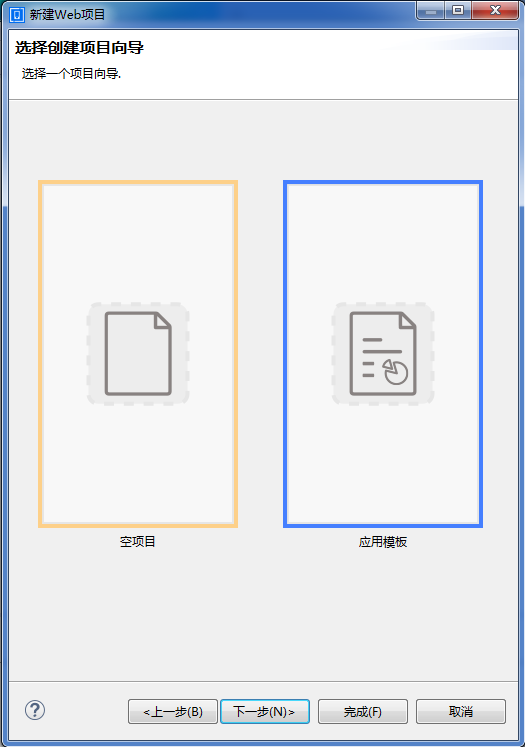 新建Web项目
选择创建项目向导
选择一个项目向导.
空项目
应用模板
?
<上一步(B)
下一步(N)>
完成(F)
取消